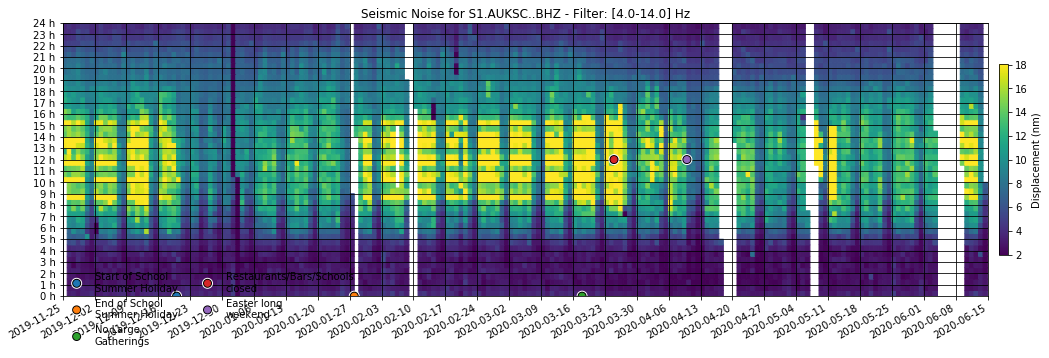 Seismic Noise for S1.AUKSC..BHZ - Filter: [4.0-14.0] Hz
24 h
23 h
22 h
21 h
20 h
19 h
18 h
17 h
16 h
15 h
14 h
13 h
12 h
11 h
10 h
9 h
8 h
7 h
6 h
5 h
4 h
3 h
2 h
1 h
0 h
18
16
14
12
10
8
6
4
2
Displacement (nm)
Start of School
Summer Holiday
End of School
Summer Holiday
No Large
Gatherings
Restaurants/Bars/Schools
closed
Easter long
weekend
2019-11-25
2019-12-02
2020-01-13
2020-01-20
2020-01-27
2020-02-03
2020-02-10
2020-02-17
2020-02-24
2020-03-02
2020-03-09
2020-03-16
2020-03-23
2020-03-30
2020-04-06
2020-04-13
2020-04-20
2020-04-27
2020-05-04
2020-05-11
2020-05-18
2020-05-25
2020-06-01
2020-06-08
2020-06-15